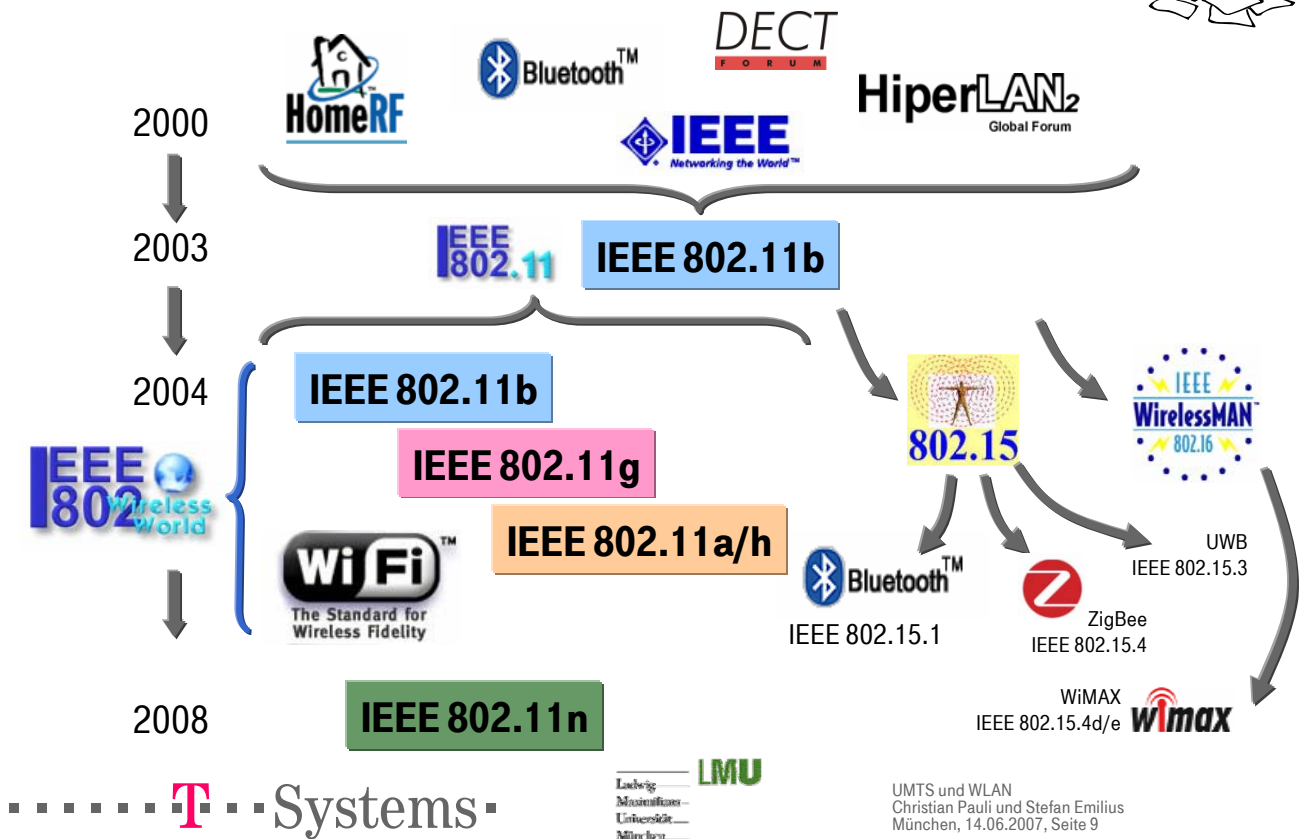 DECT
FORUM
Bluetooth™
HomeRF™
HiperLAN2
Global Forum
2000
IEEE
Networking the World™
2003
IEEE
802.11
IEEE 802.11b
2004
IEEE 802.11b
IEEE 802.11g
IEEE 802.11a/h
IEEE
802
Wireless
World
Wi Fi™
The Standard for
Wireless Fidelity
802.15
IEEE
WirelessMAN™
802.16
Bluetooth™
IEEE 802.15.1
ZigBee
IEEE 802.15.4
UWB
IEEE 802.15.3
WiMAX
IEEE 802.15.4d/e
wimax
2008
IEEE 802.11n
T Systems
Ludwig
Maximilians
Universität
München
LMU
UMTS und WLAN
Christian Pauli und Stefan Emilius
München, 14.06.2007, Seite 9